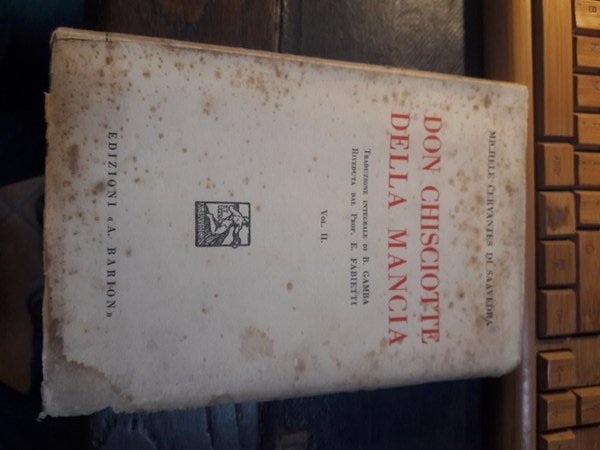 MICHELE CERVANTES DI SAAVEDRA
DON CHISCIOTTE
DELLA MANCIA
TRADUZIONE INTEGRALE DI B. GAMBA
RIVEDUTA DAL PROF. E. FABIETTI
VOL. II.
EDIZIONI «A. BARION»